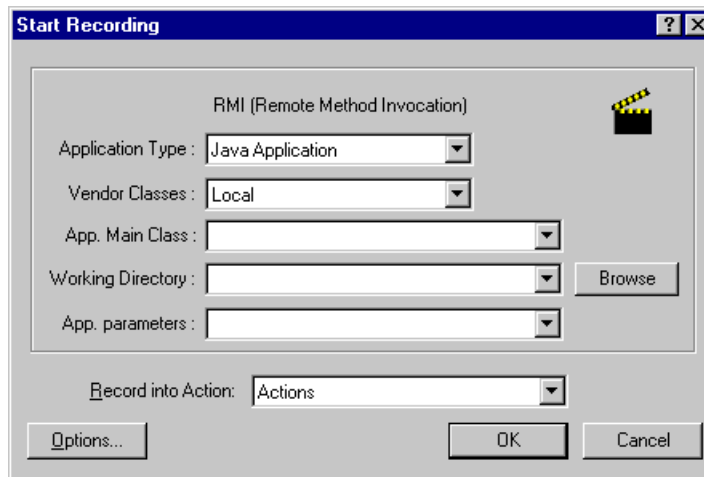 Start Recording
RMI (Remote Method Invocation)
Application Type : Java Application
Vendor Classes : Local
App. Main Class :
Working Directory : Browse
App. parameters :
Record into Action: Actions
Options... OK Cancel